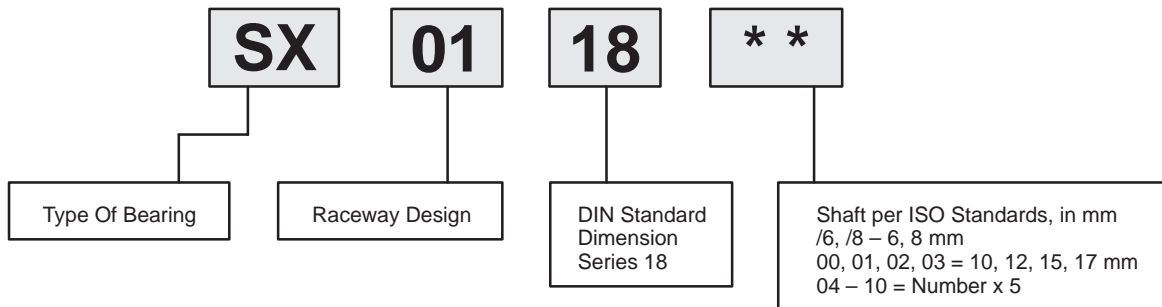 SX 01 18 * *
Type Of Bearing
Raceway Design
DIN Standard
Dimension
Series 18
Shaft per ISO Standards, in mm
/6, /8 – 6, 8 mm
00, 01, 02, 03 = 10, 12, 15, 17 mm
04 – 10 = Number x 5